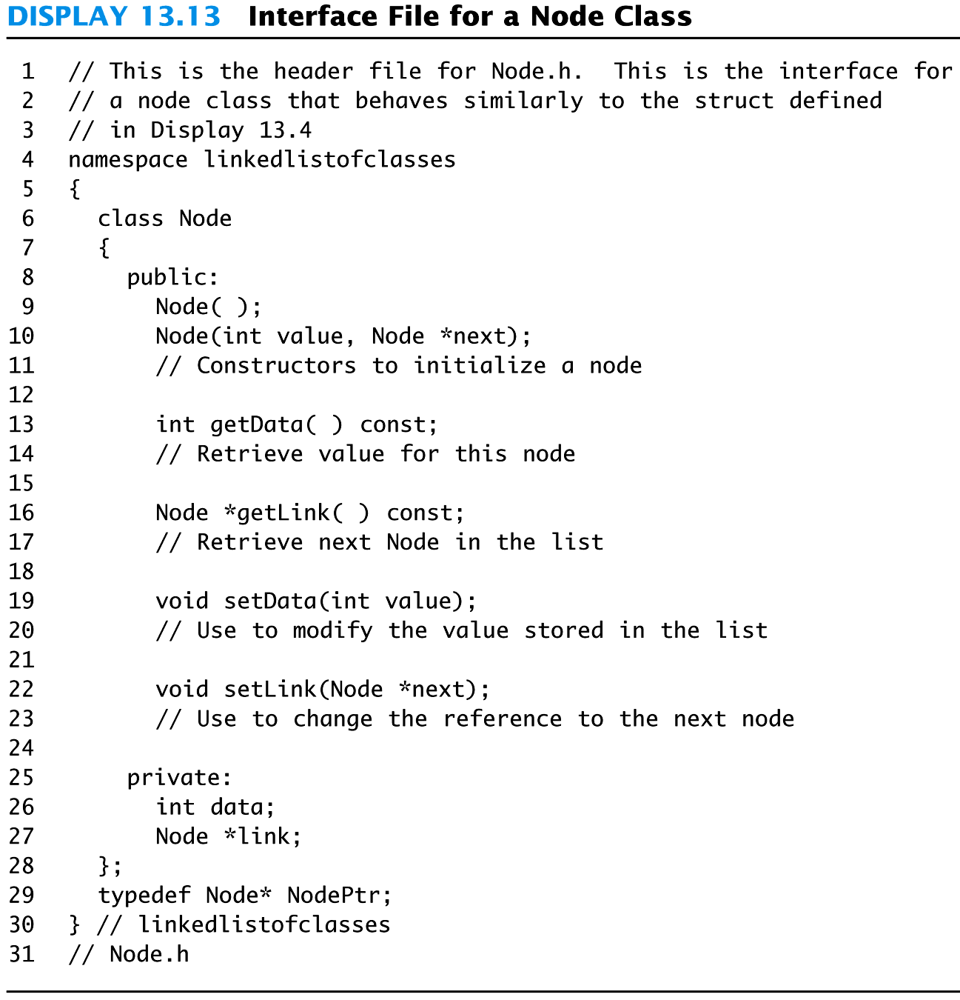 DISPLAY 13.13 Interface File for a Node Class
1 // This is the header file for Node.h.  This is the interface for
2 // a node class that behaves similarly to the struct defined
3 // in Display 13.4
4 namespace linkedlistofclasses
5 {
6 class Node
7 {
8 public:
9 Node( );
10 Node(int value, Node *next);
11 // Constructors to initialize a node
12
13 int getData( ) const;
14 // Retrieve value for this node
15
16 Node *getLink( ) const;
17 // Retrieve next Node in the list
18
19 void setData(int value);
20 // Use to modify the value stored in the list
21
22 void setLink(Node *next);
23 // Use to change the reference to the next node
24
25 private:
26 int data;
27 Node *link;
28 };
29 typedef Node* NodePtr;
30 } // linkedlistofclasses
31 // Node.h